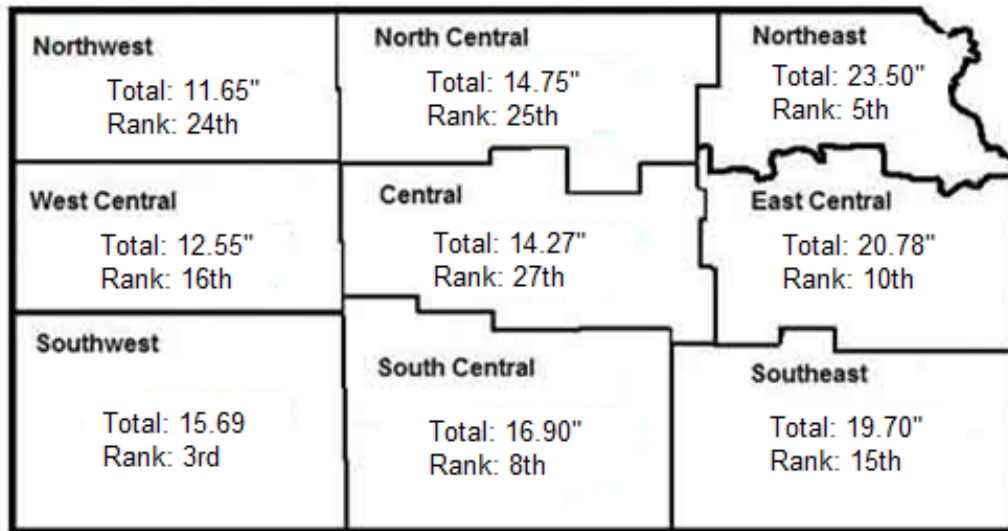 Northwest
Total: 11.65"
Rank: 24th
North Central
Total: 14.75"
Rank: 25th
Northeast
Total: 23.50"
Rank: 5th
West Central
Total: 12.55"
Rank: 16th
Central
Total: 14.27"
Rank: 27th
East Central
Total: 20.78"
Rank: 10th
Southwest
Total: 15.69
Rank: 3rd
South Central
Total: 16.90"
Rank: 8th
Southeast
Total: 19.70"
Rank: 15th